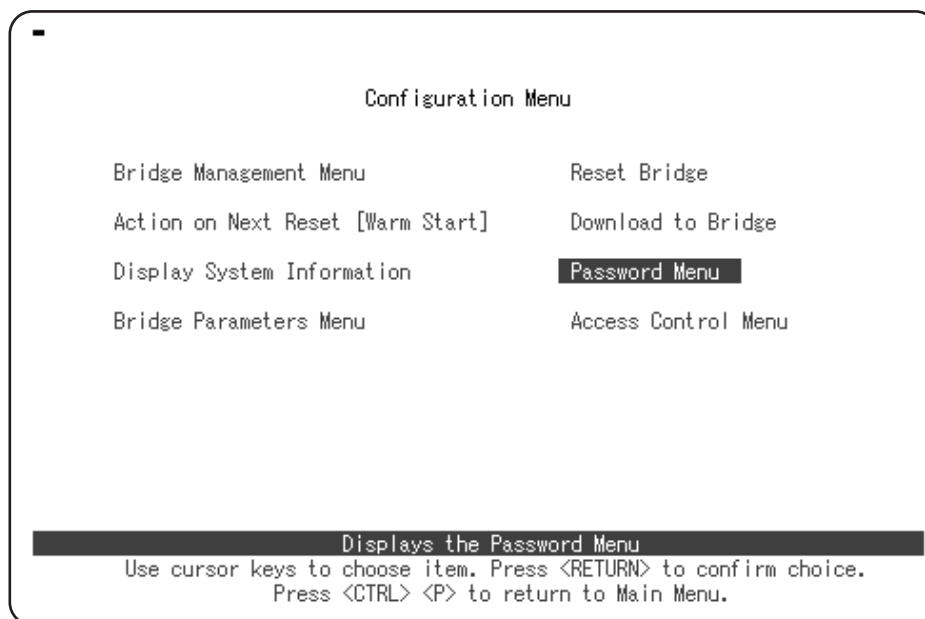 Configuration Menu
Bridge Management Menu Reset Bridge
Action on Next Reset [Warm Start] Download to Bridge
Display System Information Password Menu
Bridge Parameters Menu Access Control Menu
Displays the Password Menu
Use cursor keys to choose item. Press <RETURN> to confirm choice.
Press <CTRL> <P> to return to Main Menu.